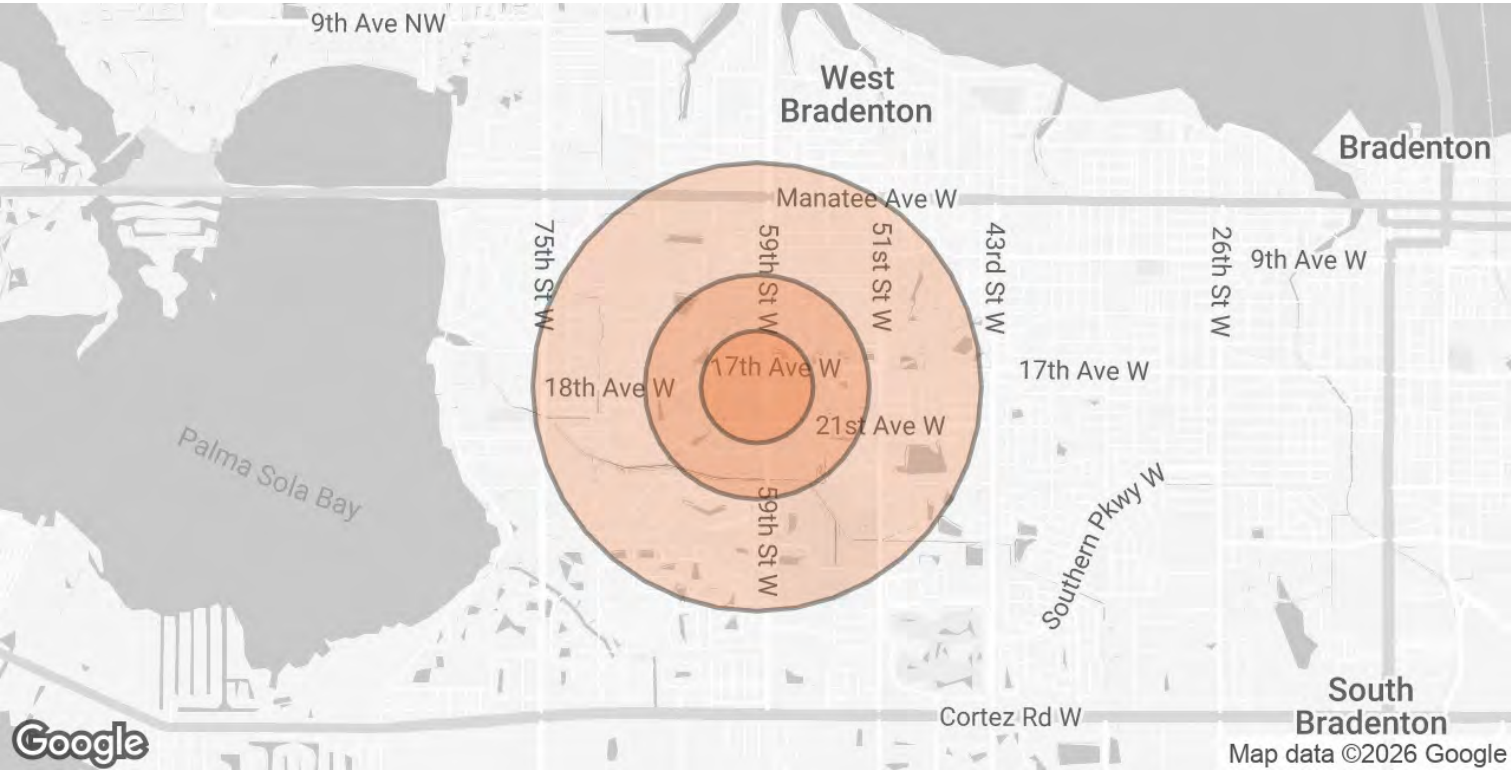 9th Ave NW
West
Bradenton
Bradenton
Manatee Ave W
75th St W
59th St W
51st St W
43rd St W
26th St W
9th Ave W
17th Ave W
17th Ave W
18th Ave W
21st Ave W
Palma Sola Bay
59th St W
Southern Pkwy W
South
Bradenton
Cortez Rd W
Google
Map data ©2026 Google